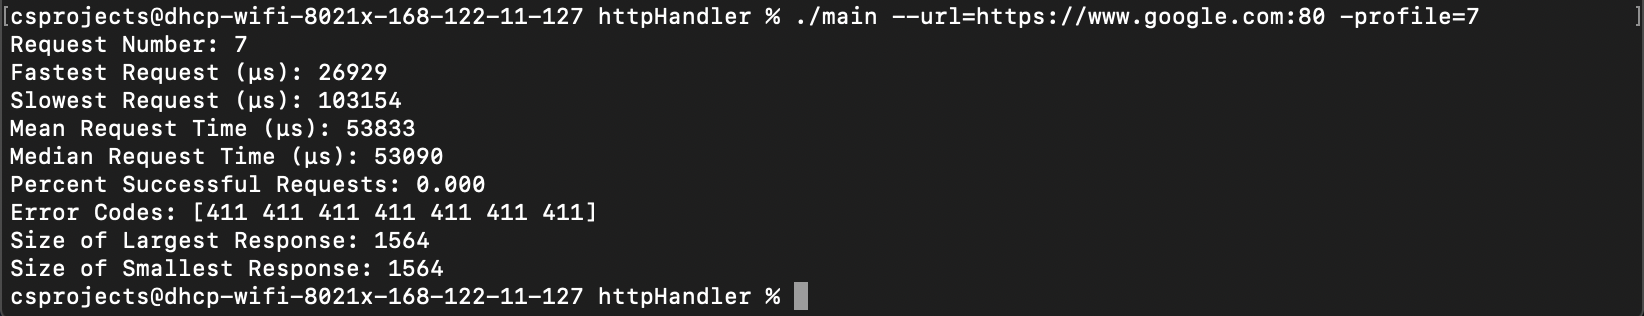 [csprojects@dhcp-wifi-8021x-168-122-11-127 httpHandler % ./main --url=https://www.google.com:80 -profile=7 ]
Request Number: 7
Fastest Request (µs): 26929
Slowest Request (µs): 103154
Mean Request Time (µs): 53833
Median Request Time (µs): 53090
Percent Successful Requests: 0.000
Error Codes: [411 411 411 411 411 411 411]
Size of Largest Response: 1564
Size of Smallest Response: 1564
csprojects@dhcp-wifi-8021x-168-122-11-127 httpHandler %